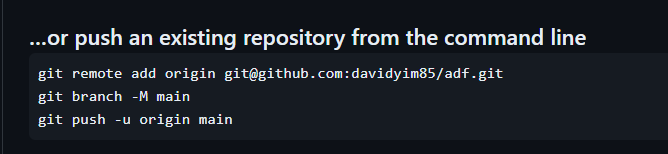 ...or push an existing repository from the command line
git remote add origin git@github.com:davidyim85/adf.git
git branch -M main
git push -u origin main